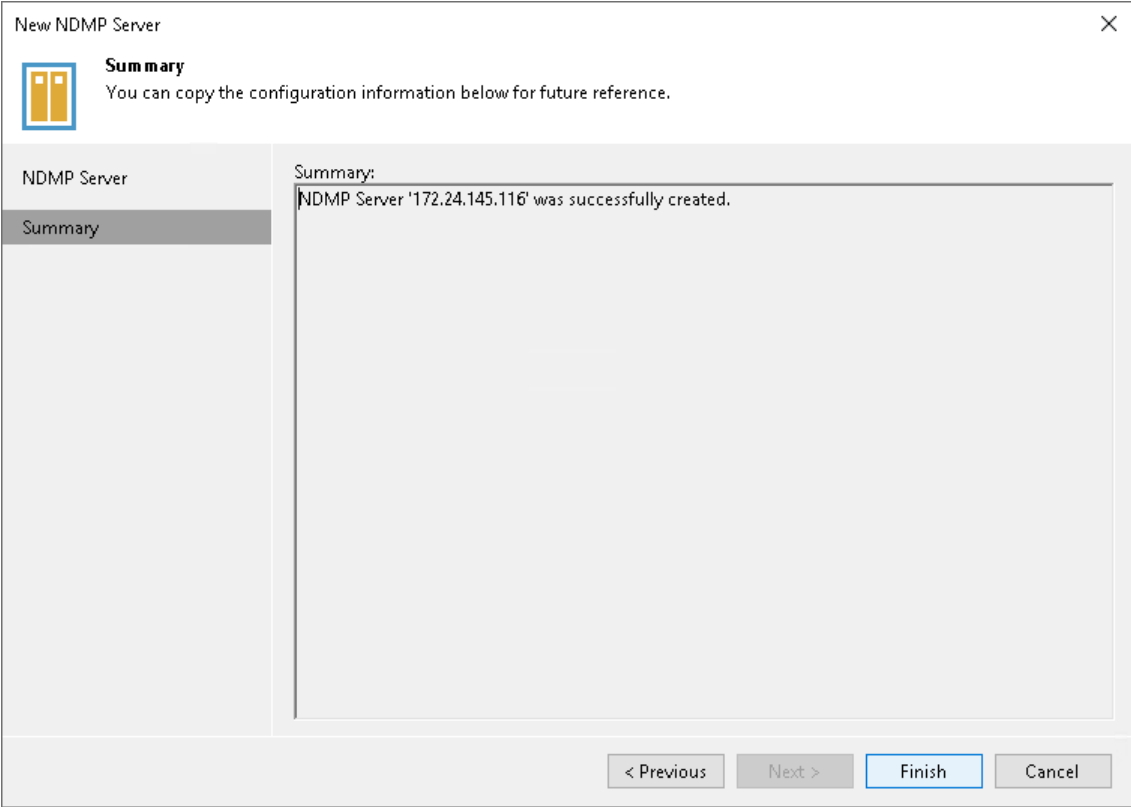 New NDMP Server
Summary
You can copy the configuration information below for future reference.
NDMP Server
Summary
Summary:
NDMP Server '172.24.145.116' was successfully created.
< Previous
Next >
Finish
Cancel